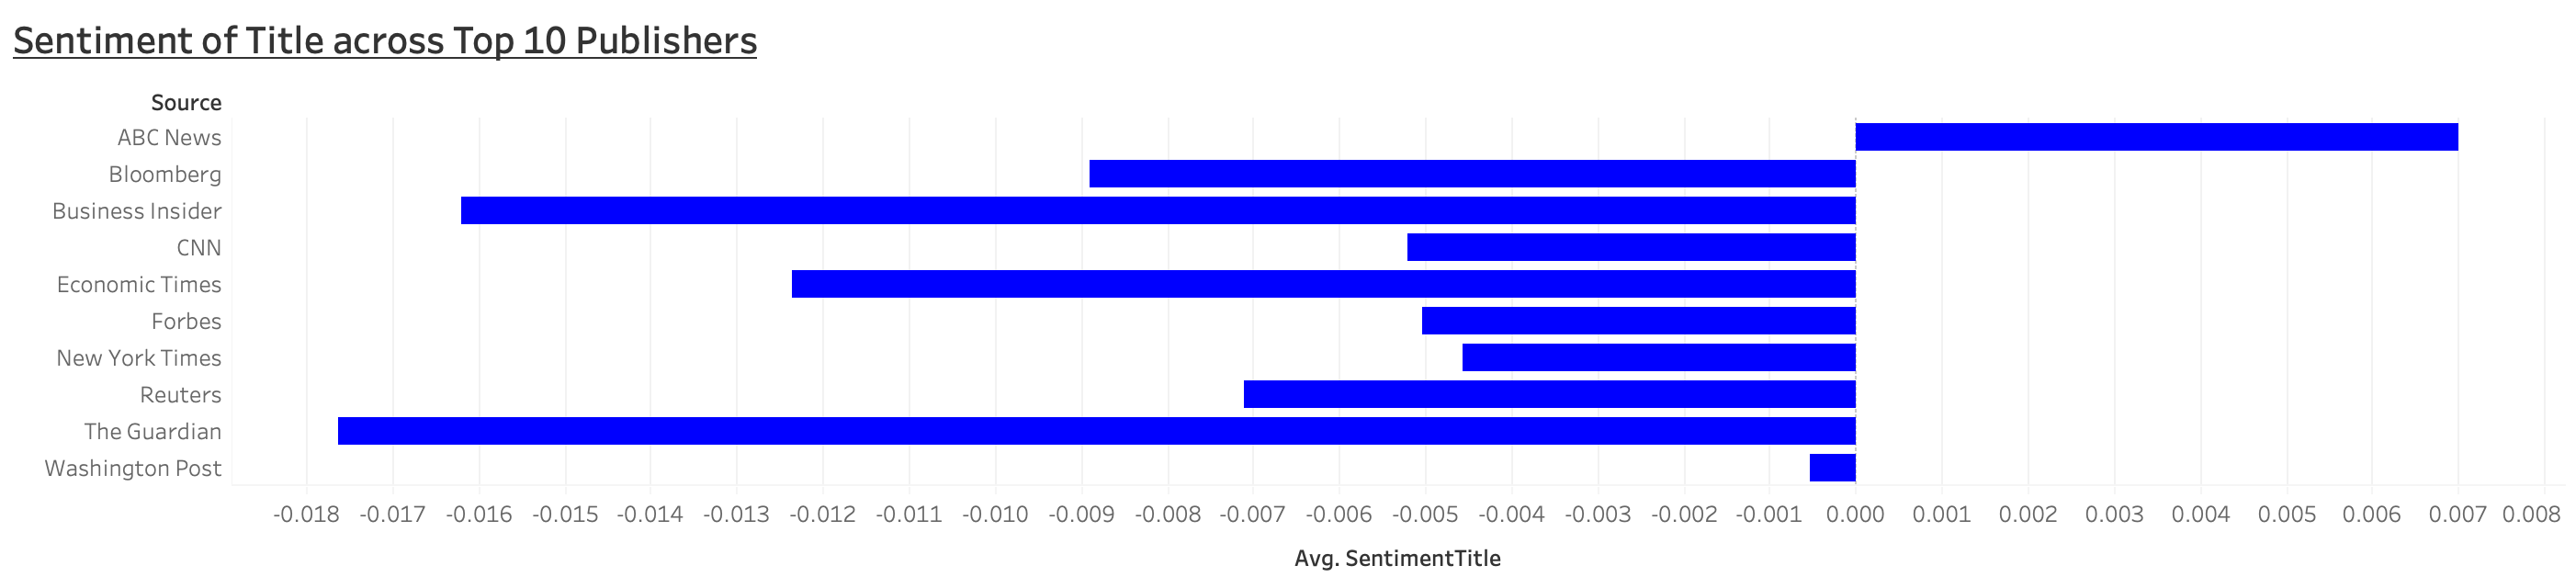 Sentiment of Title across Top 10 Publishers
Source
ABC News
Bloomberg
Business Insider
CNN
Economic Times
Forbes
New York Times
Reuters
The Guardian
Washington Post
-0.018 -0.017 -0.016 -0.015 -0.014 -0.013 -0.012 -0.011 -0.010 -0.009 -0.008 -0.007 -0.006 -0.005 -0.004 -0.003 -0.002 -0.001 0.000 0.001 0.002 0.003 0.004 0.005 0.006 0.007 0.008
Avg. SentimentTitle